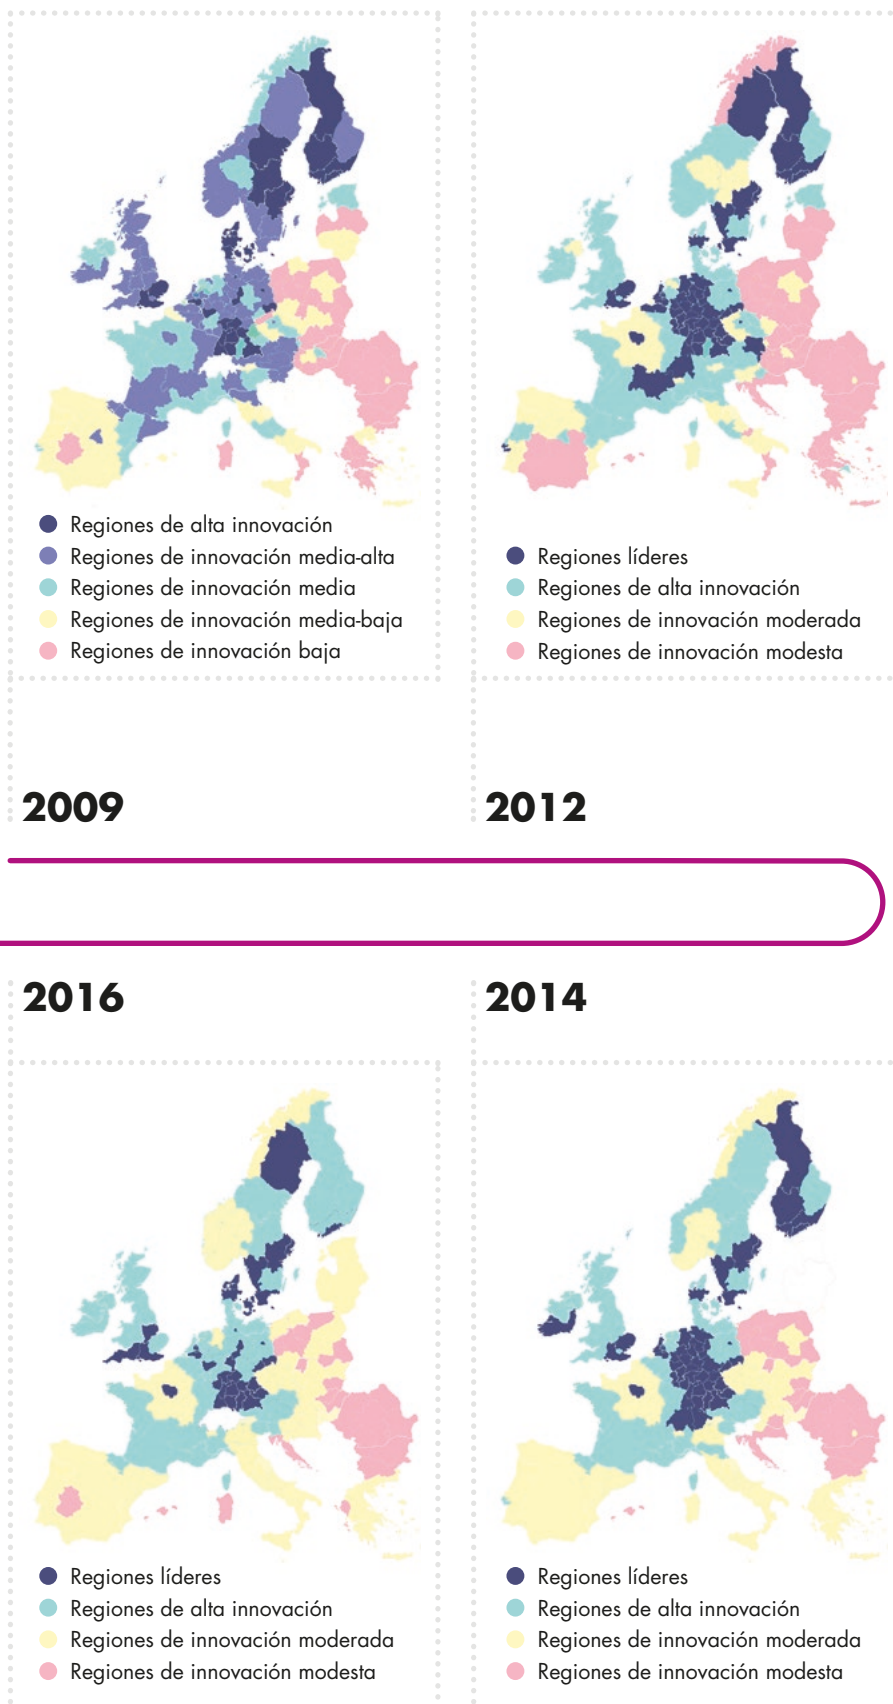 Regiones de alta innovación
Regiones de innovación media-alta
Regiones de innovación media
Regiones de innovación media-baja
Regiones de innovación baja
2009
Regiones líderes
Regiones de alta innovación
Regiones de innovación moderada
Regiones de innovación modesta
2012
2016
Regiones líderes
Regiones de alta innovación
Regiones de innovación moderada
Regiones de innovación modesta
2014
Regiones líderes
Regiones de alta innovación
Regiones de innovación moderada
Regiones de innovación modesta